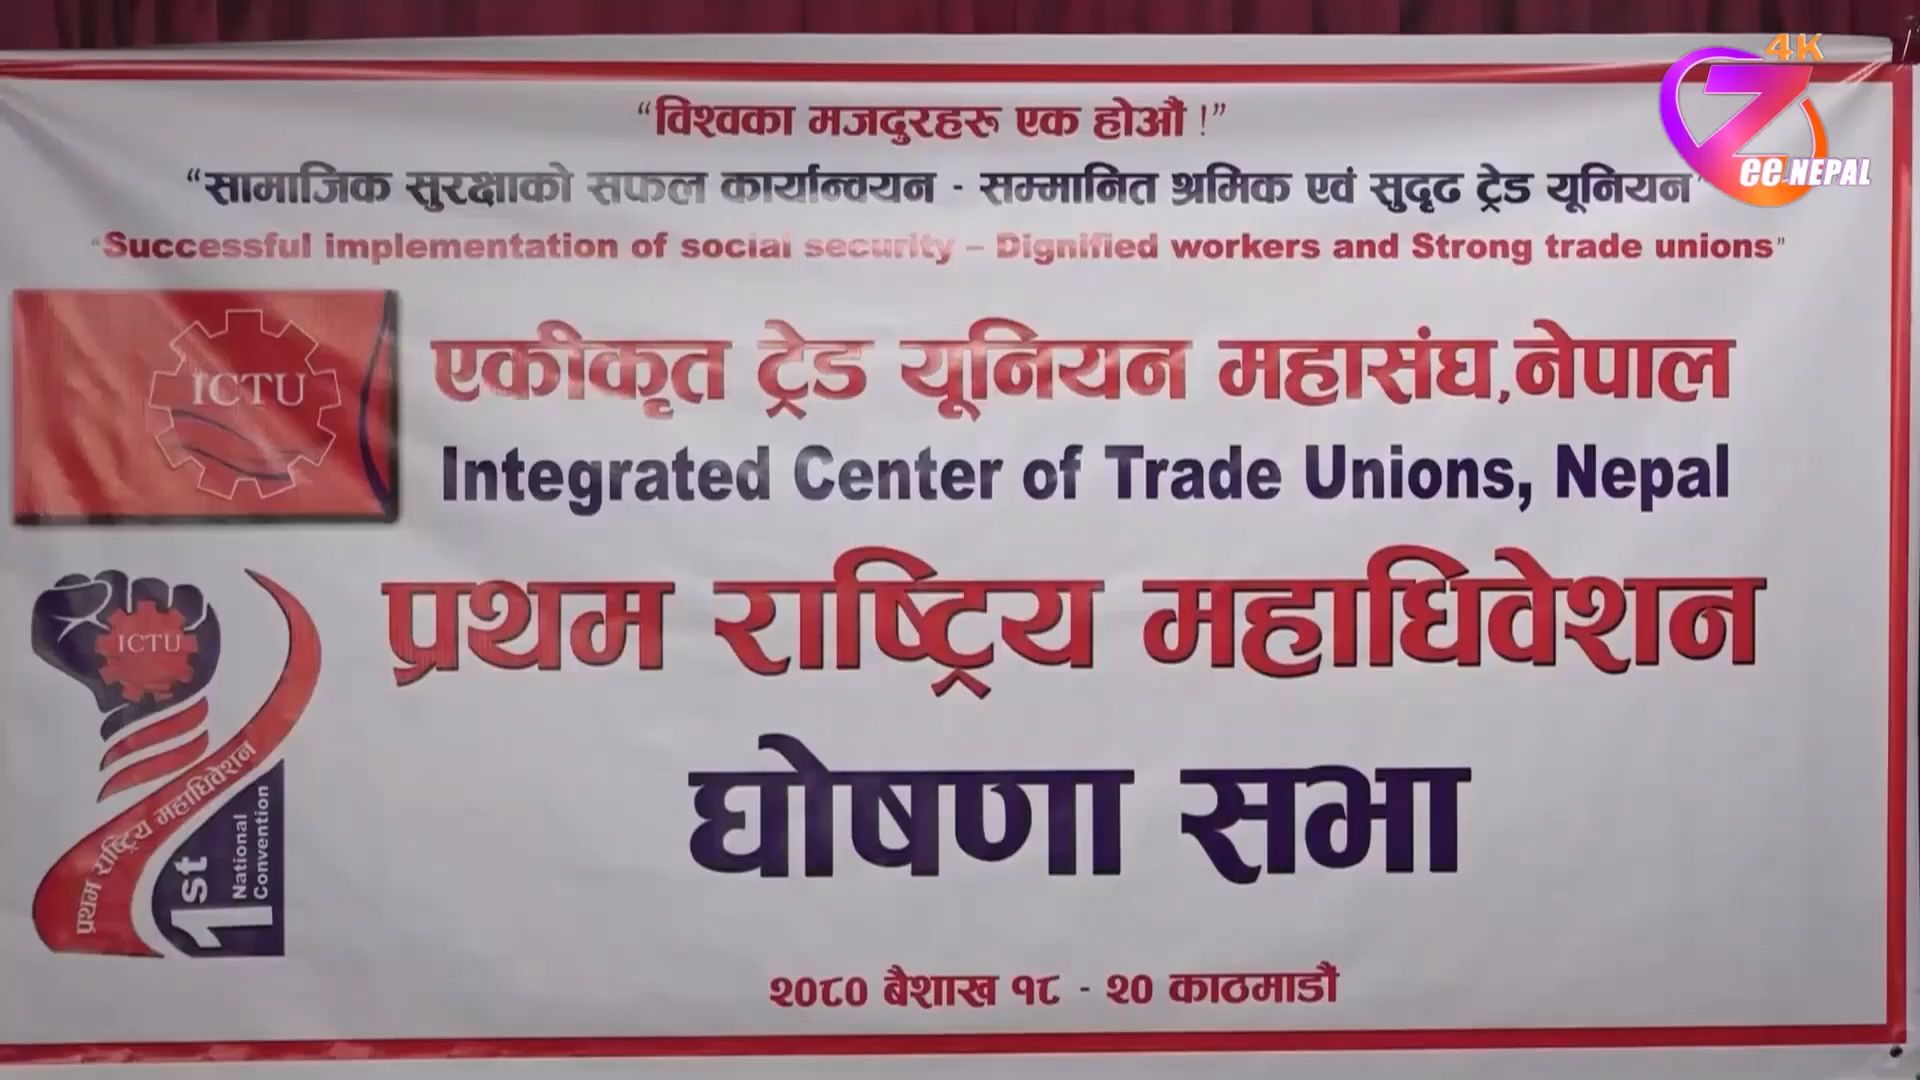 4K
Zee NEPAL
“विश्वका मजदुरहरु एक होऔं !”
“सामाजिक सुरक्षाको सफल कार्यान्वयन - सम्मानित श्रमिक एवं सुदृढ ट्रेड यूनियन”
“Successful implementation of social security – Dignified workers and Strong trade unions”
ICTU
एकीकृत ट्रेड यूनियन महासंघ,नेपाल
Integrated Center of Trade Unions, Nepal
ICTU
प्रथम राष्ट्रिय महाधिवेशन
प्रथम राष्ट्रिय महाधिवेशन
1st
National
Convention
घोषणा सभा
२०८० बैशाख १८ - २० काठमाडौं